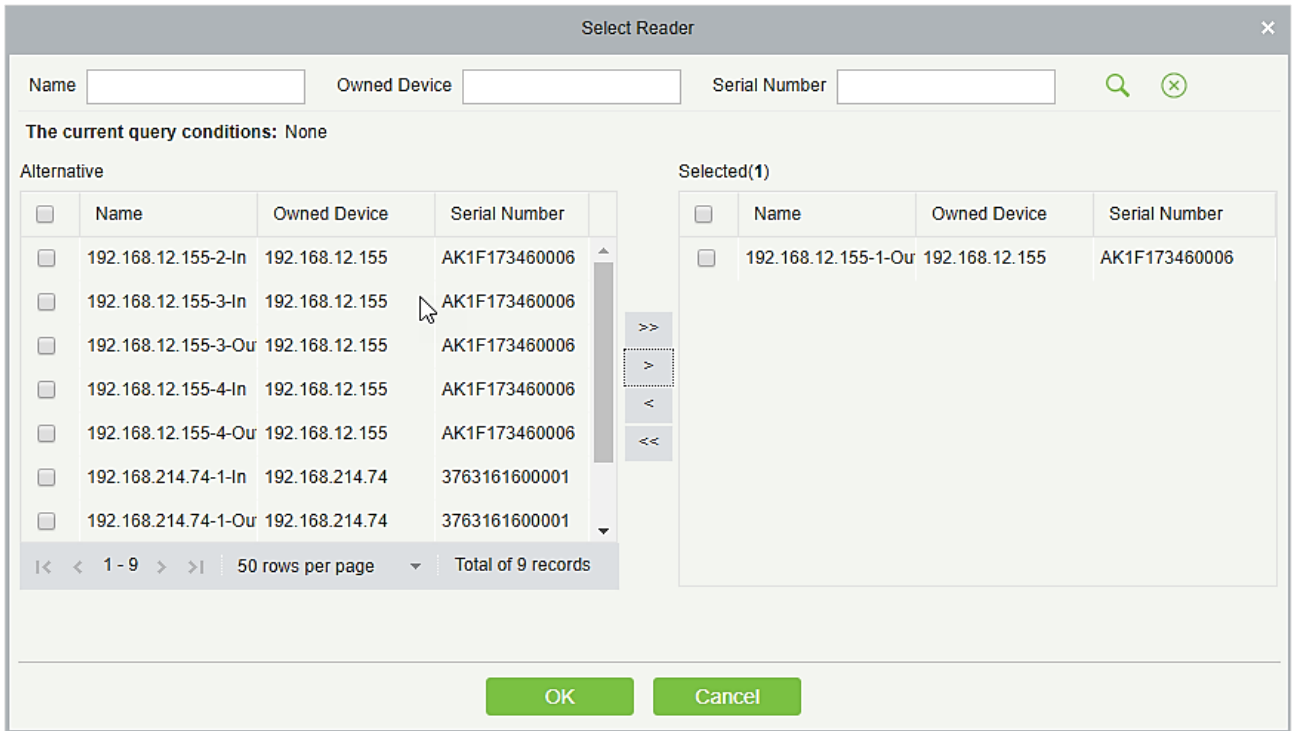 Select Reader ×
Name Owned Device Serial Number
The current query conditions: None
Alternative Selected(1)
Name Owned Device Serial Number Name Owned Device Serial Number
192.168.12.155-2-In 192.168.12.155 AK1F173460006 192.168.12.155-1-Ou 192.168.12.155 AK1F173460006
192.168.12.155-3-In 192.168.12.155 AK1F173460006
192.168.12.155-3-Ou 192.168.12.155 AK1F173460006
192.168.12.155-4-In 192.168.12.155 AK1F173460006
192.168.12.155-4-Ou 192.168.12.155 AK1F173460006
192.168.214.74-1-In 192.168.214.74 3763161600001
192.168.214.74-1-Ou 192.168.214.74 3763161600001
>>
>
<
<<
1 - 9 50 rows per page Total of 9 records
OK Cancel